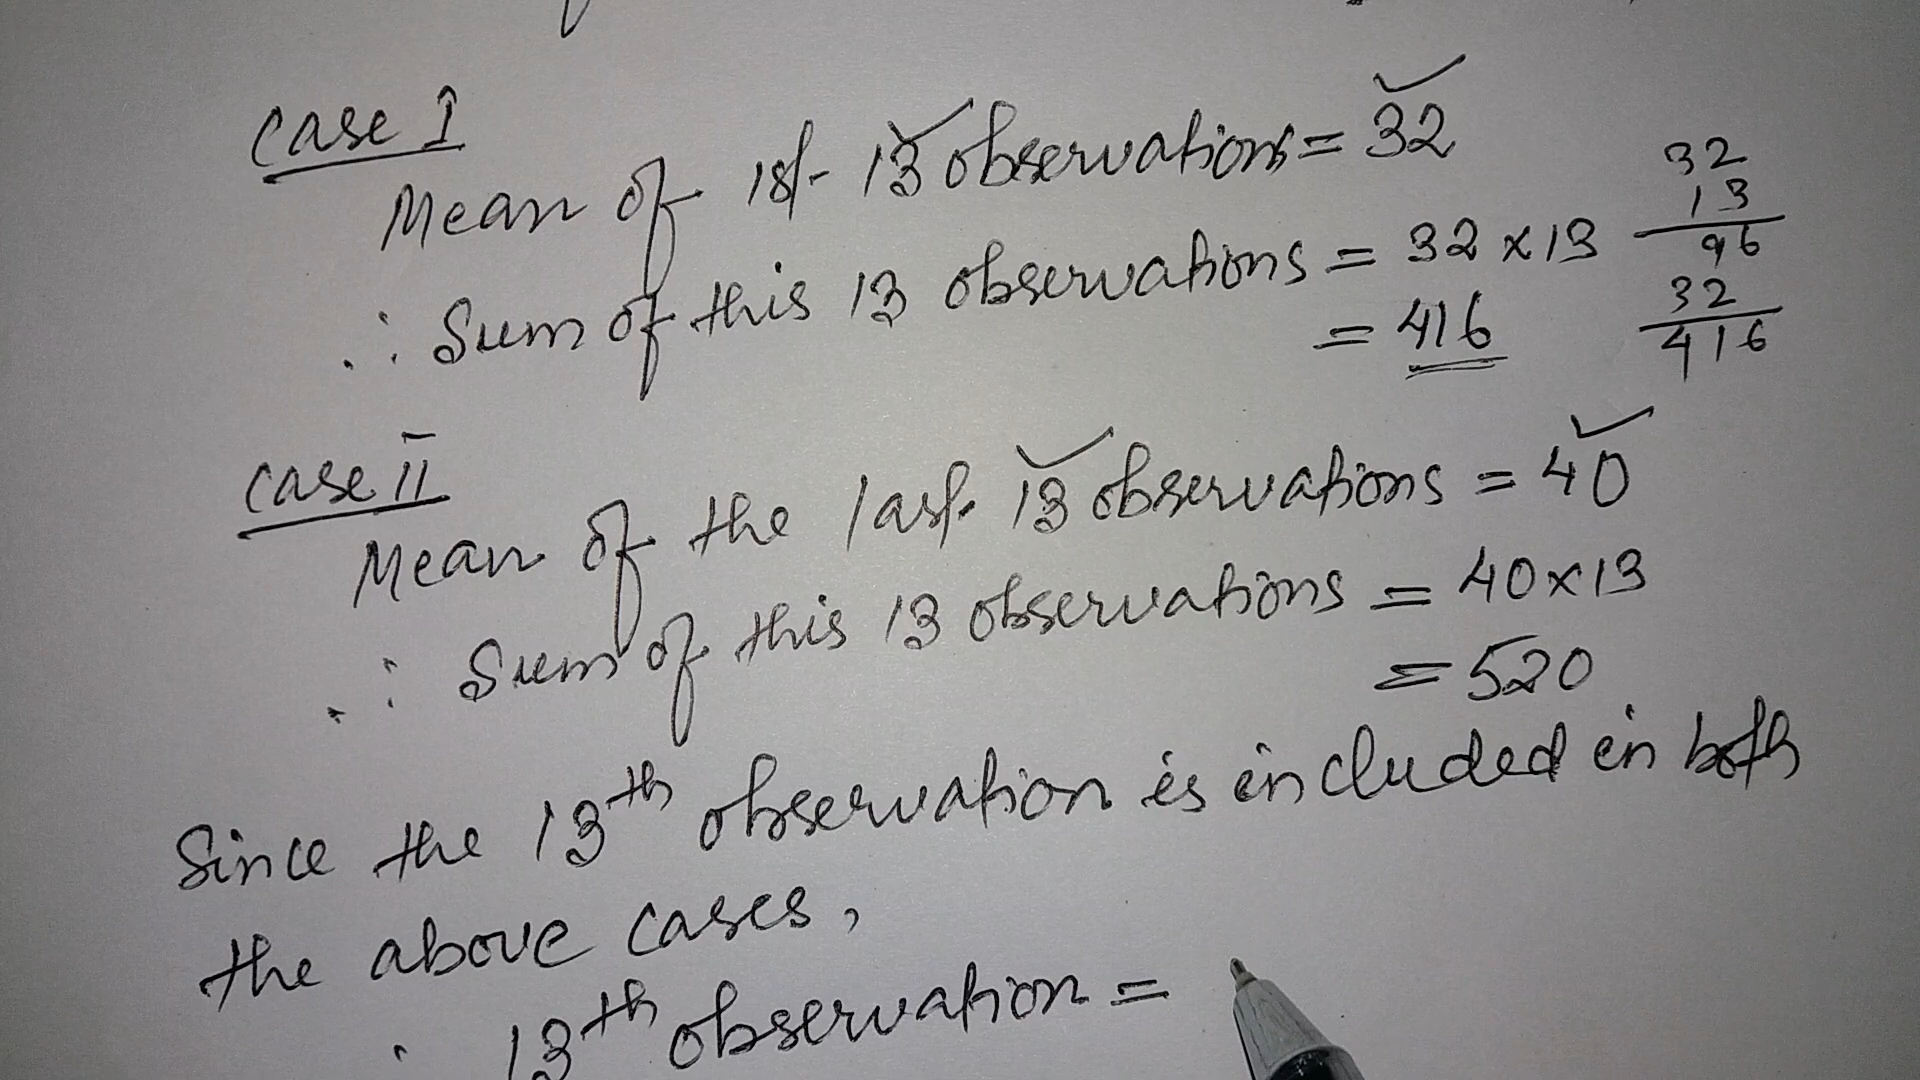 Case I
Mean of 1st 13 observations = 32
∴ Sum of this 13 observations = 32 x 13
= 416
32
13
96
32
416
Case II
Mean of the last 13 observations = 40
∴ Sum of this 13 observations = 40x13
= 520
Since the 13th observation is included in both
the above cases,
13th observation =